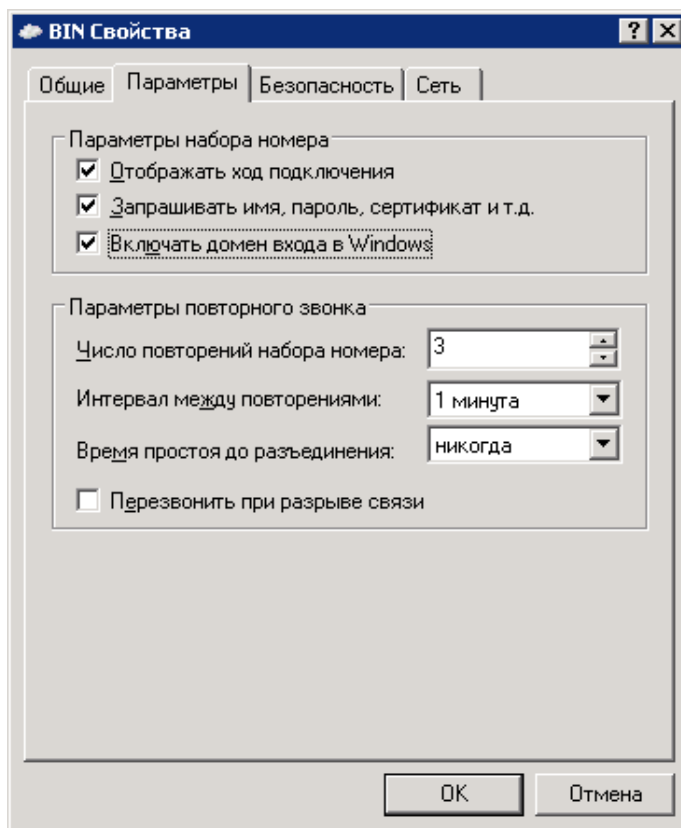 BIN Свойства
Общие Параметры Безопасность Сеть
Параметры набора номера
Отображать ход подключения
Запрашивать имя, пароль, сертификат и т.д.
Включать домен входа в Windows
Параметры повторного звонка
Число повторений набора номера: 3
Интервал между повторениями: 1 минута
Время простоя до разъединения: никогда
Перезвонить при разрыве связи
OK Отмена